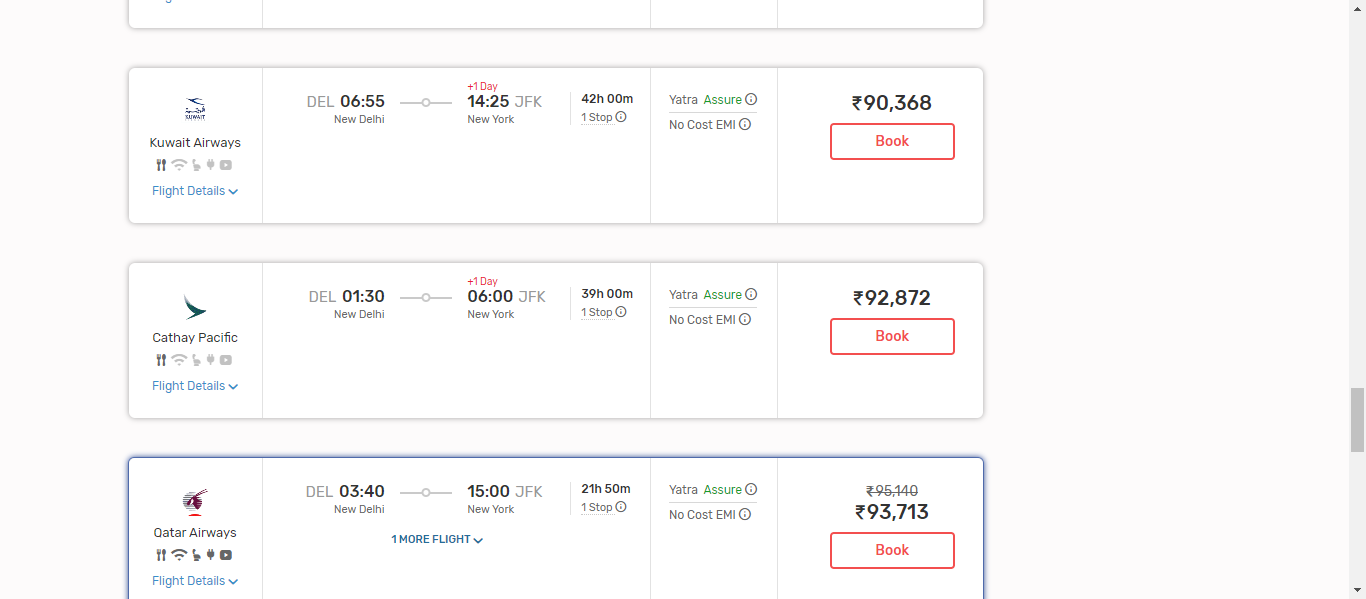 +1 Day
DEL 06:55 14:25 JFK 42h 00m Yatra Assure ₹90,368
New Delhi New York 1 Stop No Cost EMI
KUWAIT
Kuwait Airways Book
Flight Details
+1 Day
DEL 01:30 06:00 JFK 39h 00m Yatra Assure ₹92,872
New Delhi New York 1 Stop No Cost EMI
Cathay Pacific Book
Flight Details
DEL 03:40 15:00 JFK 21h 50m Yatra Assure ₹95,140
New Delhi New York 1 Stop No Cost EMI ₹93,713
Qatar Airways 1 MORE FLIGHT Book
Flight Details